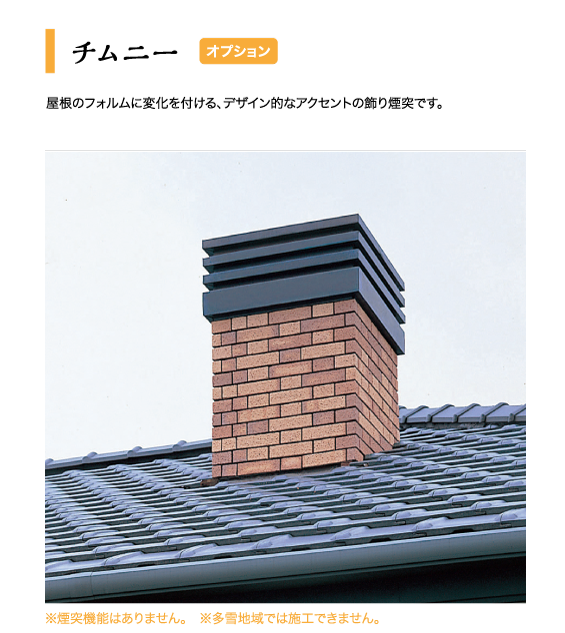 チムニー オプション
屋根のフォルムに変化を付ける、デザイン的なアクセントの飾り煙突です。
※煙突機能はありません。 ※多雪地域では施工できません。